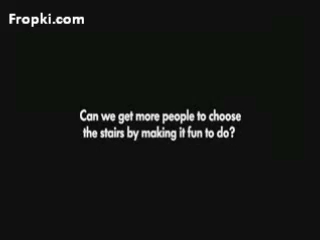 Fropki.com
Can we get more people to choose
the stairs by making it fun to do?